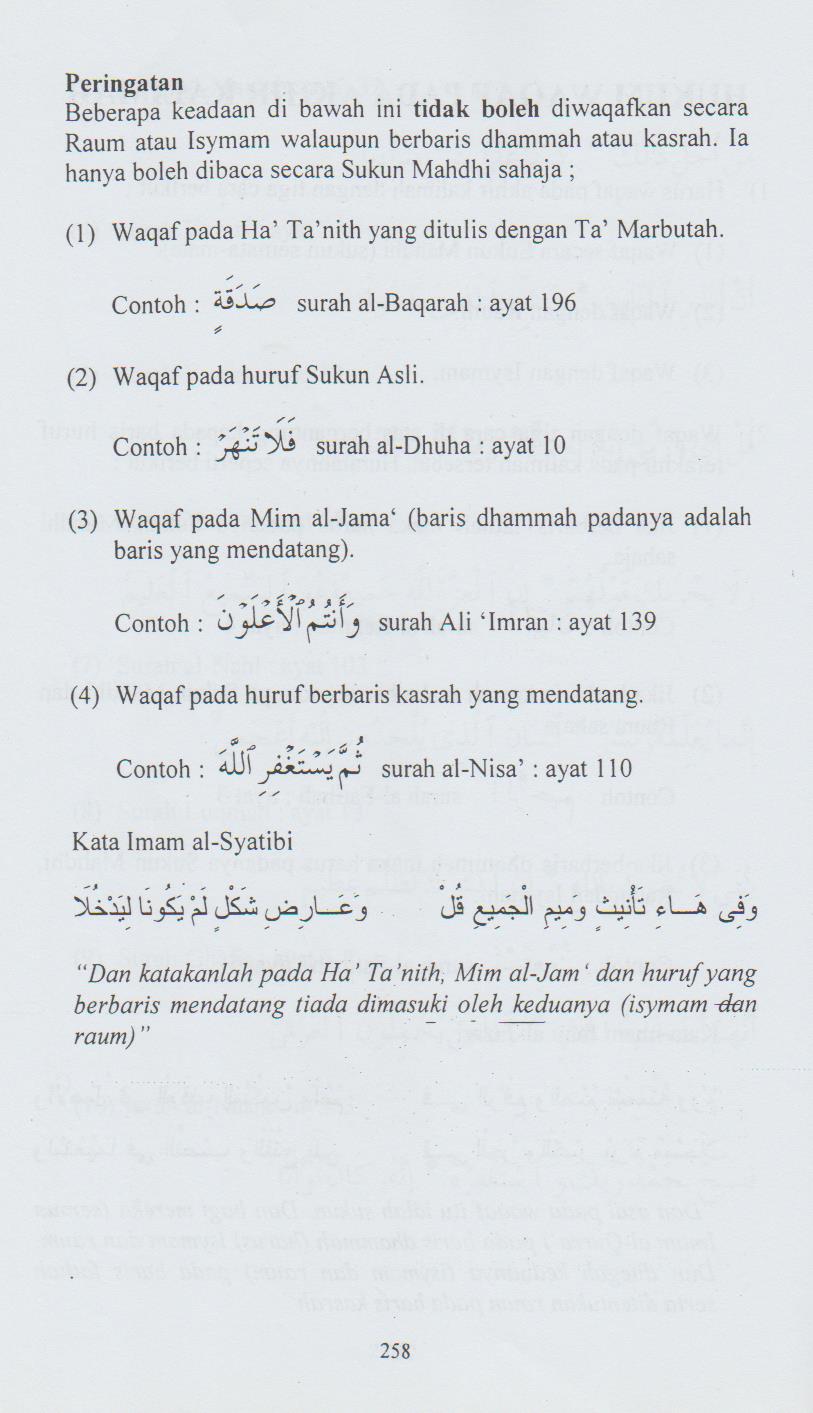 Peringatan
Beberapa keadaan di bawah ini tidak boleh diwaqafkan secara
Raum atau Isymam walaupun berbaris dhammah atau kasrah. Ia
hanya boleh dibaca secara Sukun Mahdhi sahaja ;
(1) Waqaf pada Ha’ Ta’nith yang ditulis dengan Ta’ Marbutah.
Contoh : صَدَقَةٍ surah al-Baqarah : ayat 196
(2) Waqaf pada huruf Sukun Asli.
Contoh : فَلَا تَنْهَرْ surah al-Dhuha : ayat 10
(3) Waqaf pada Mim al-Jama‘ (baris dhammah padanya adalah
baris yang mendatang).
Contoh : وَأَنتُمُ ٱلْأَعْلَوْنَ surah Ali ‘Imran : ayat 139
(4) Waqaf pada huruf berbaris kasrah yang mendatang.
Contoh : ثُمَّ يَسْتَغْفِرِ ٱللَّهَ surah al-Nisa’ : ayat 110
Kata Imam al-Syatibi
وَفِى هَـــاءِ تَأْنِيثٍ وَمِيمِ الْجَمِيعِ قُلْ وَعَـــارِضِ شَكْلٍ لَمْ يَكُونَا لِيَدْخُلَا
“Dan katakanlah pada Ha’ Ta’nith, Mim al-Jam‘ dan huruf yang
berbaris mendatang tiada dimasuki oleh keduanya (isymam dan
raum)”
258